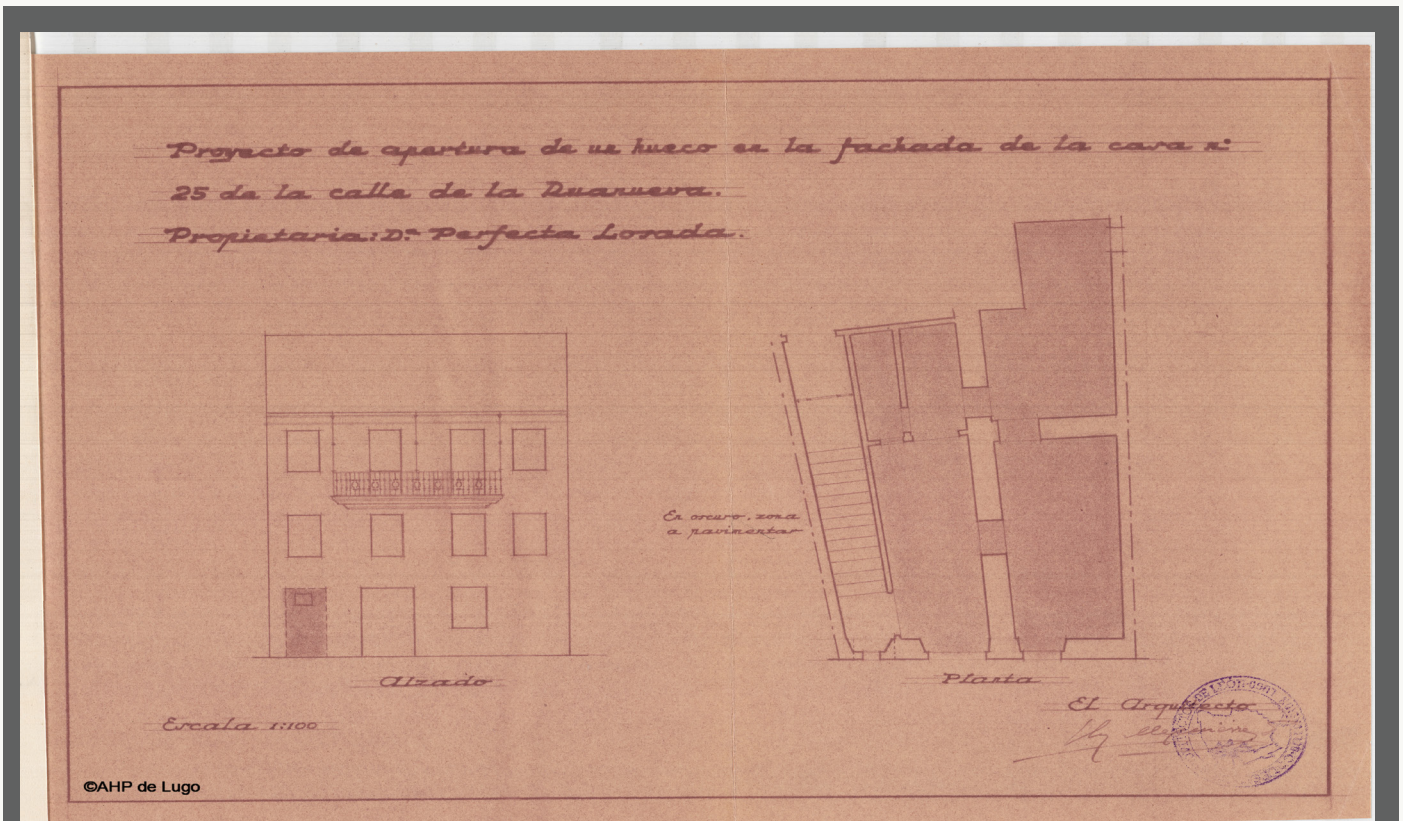 Proyecto de apertura de un hueco en la fachada de la casa nº
25 de la calle de la Ruanueva.
Propietaria: Dª Perfecta Losada.
En oscuro, zona
a pavimentar
Alzado
Planta
Escala 1:100
El Arquitecto
©AHP de Lugo